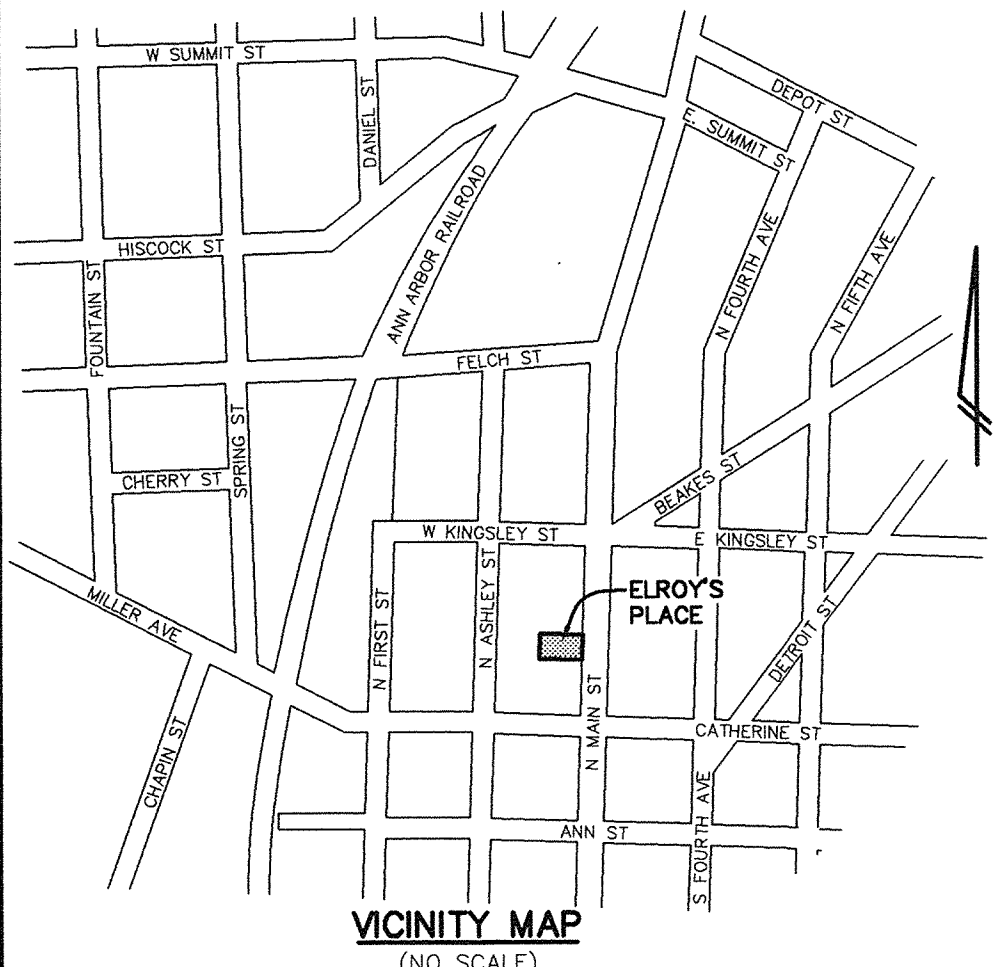 W SUMMIT ST
DEPOT ST
DANIEL ST
E. SUMMIT ST
ANN ARBOR RAILROAD
N FOURTH AVE
N FIFTH AVE
HISCOCK ST
FOUNTAIN ST
FELCH ST
SPRING ST
CHERRY ST
BEAKES ST
W KINGSLEY ST
E KINGSLEY ST
MILLER AVE
N FIRST ST
N ASHLEY ST
ELROY'S
PLACE
DETROIT ST
N MAIN ST
CATHERINE ST
CHAPIN ST
ANN ST
S FOURTH AVE
VICINITY MAP
(NO SCALE)